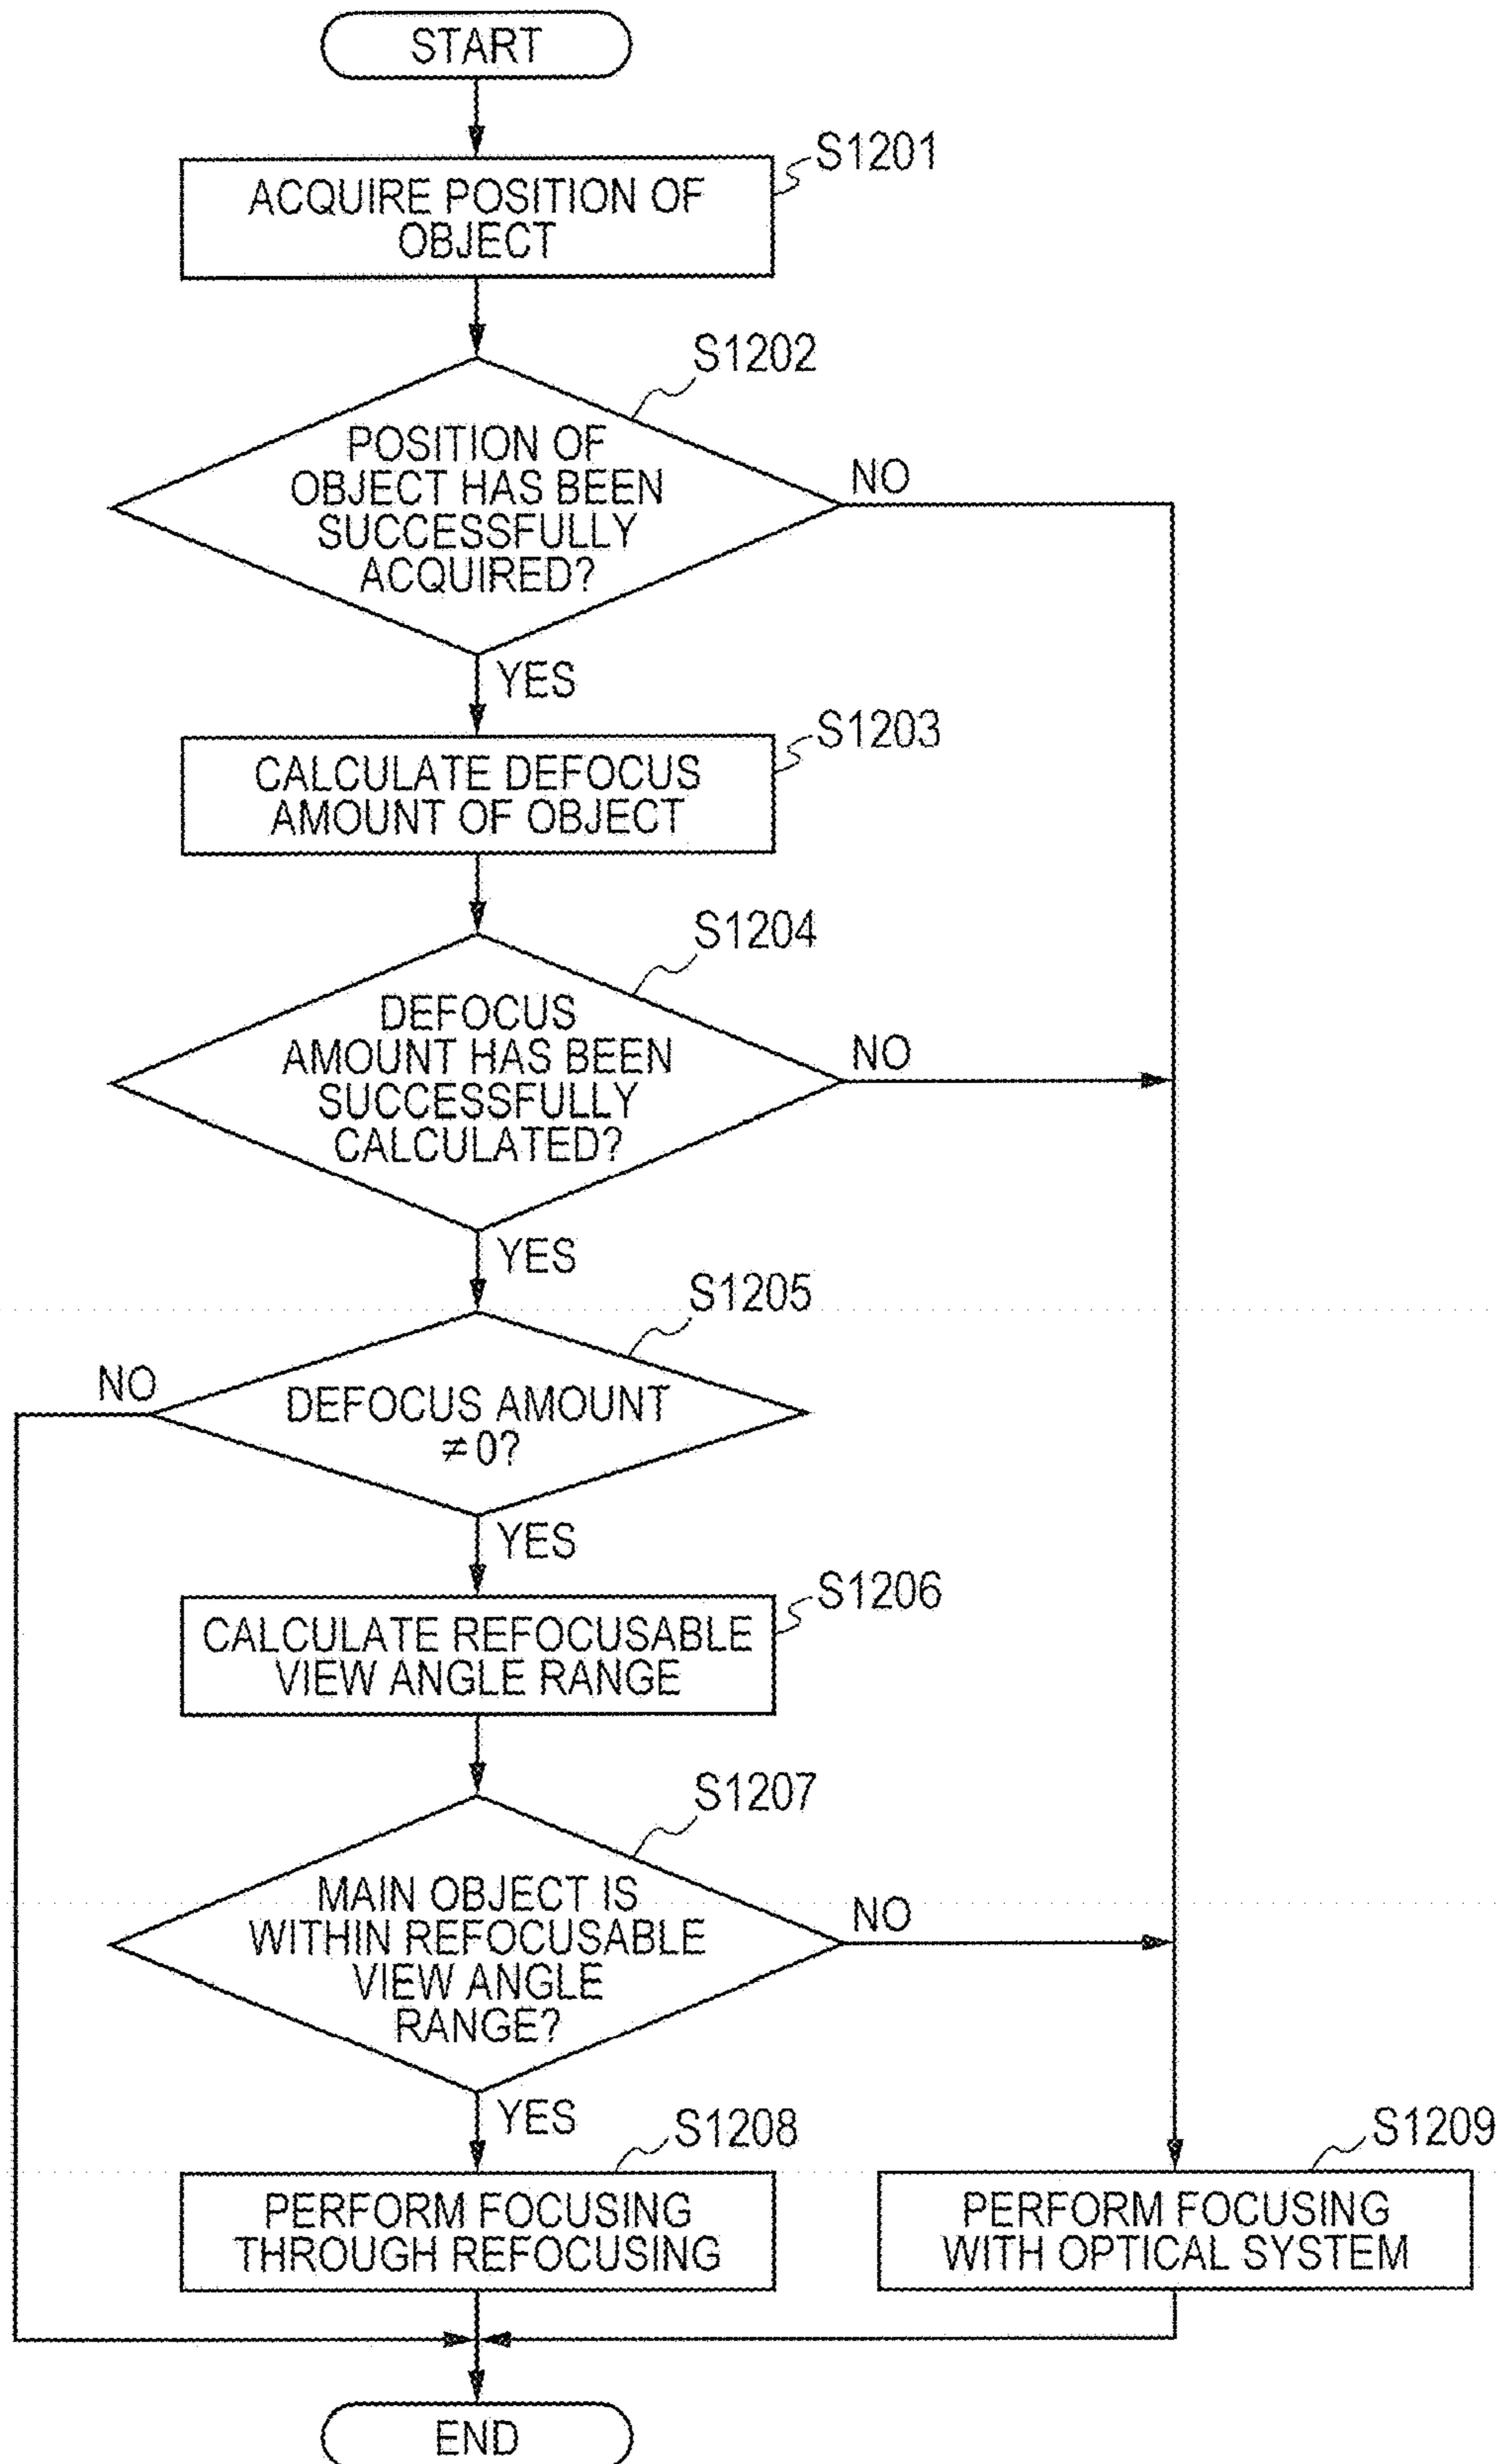 START
S1201
ACQUIRE POSITION OF
OBJECT
S1202
POSITION OF
OBJECT HAS BEEN
SUCCESSFULLY
ACQUIRED?
NO
YES
S1203
CALCULATE DEFOCUS
AMOUNT OF OBJECT
S1204
DEFOCUS
AMOUNT HAS BEEN
SUCCESSFULLY
CALCULATED?
NO
YES
S1205
NO
DEFOCUS AMOUNT
≠0?
YES
S1206
CALCULATE REFOCUSABLE
VIEW ANGLE RANGE
S1207
MAIN OBJECT IS
WITHIN REFOCUSABLE
VIEW ANGLE
RANGE?
NO
YES
S1208
PERFORM FOCUSING
THROUGH REFOCUSING
S1209
PERFORM FOCUSING
WITH OPTICAL SYSTEM
END